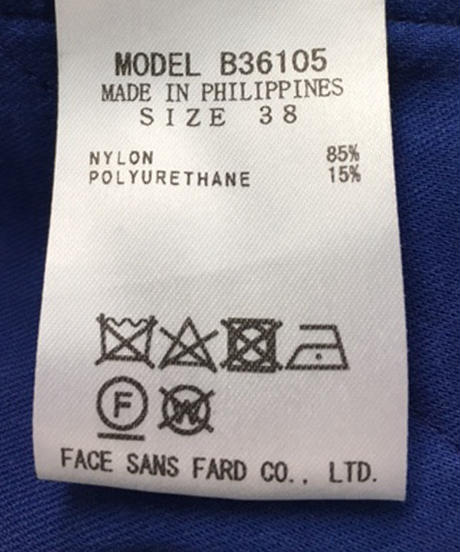 MODEL B36105
MADE IN PHILIPPINES
SIZE 38
NYLON 85%
POLYURETHANE 15%
F W
FACE SANS FARD CO., LTD.